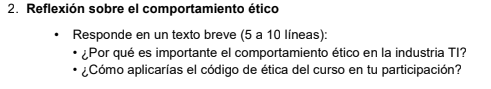 2. Reflexión sobre el comportamiento ético
• Responde en un texto breve (5 a 10 líneas):
• ¿Por qué es importante el comportamiento ético en la industria TI?
• ¿Cómo aplicarías el código de ética del curso en tu participación?